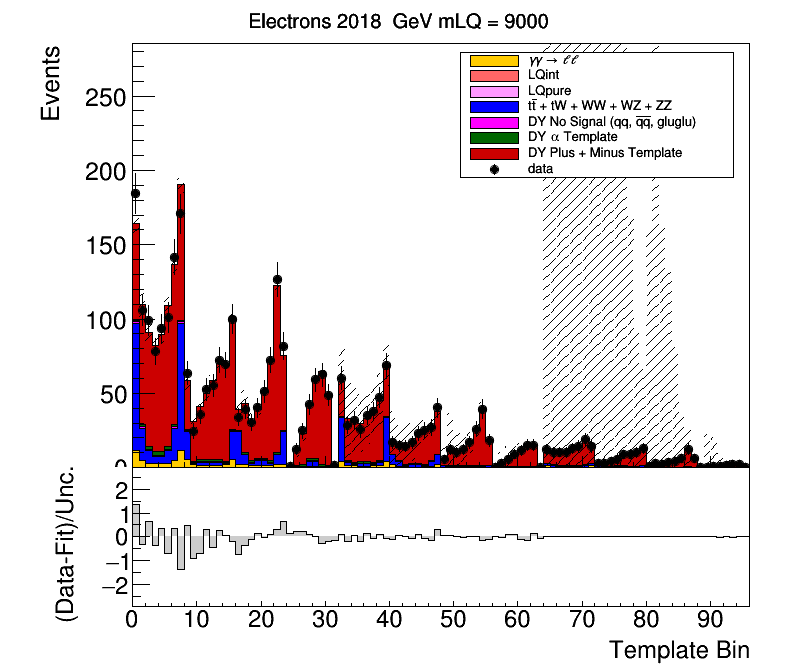 Electrons 2018 GeV mLQ = 9000
Events
250
200
150
100
50
0
γγ → ℓℓ
LQint
LQpure
tt̅ + tW + WW + WZ + ZZ
DY No Signal (qq, q̅q̅, gluglu)
DY α Template
DY Plus + Minus Template
data
(Data-Fit)/Unc.
2
1
0
−1
−2
0 10 20 30 40 50 60 70 80 90
Template Bin